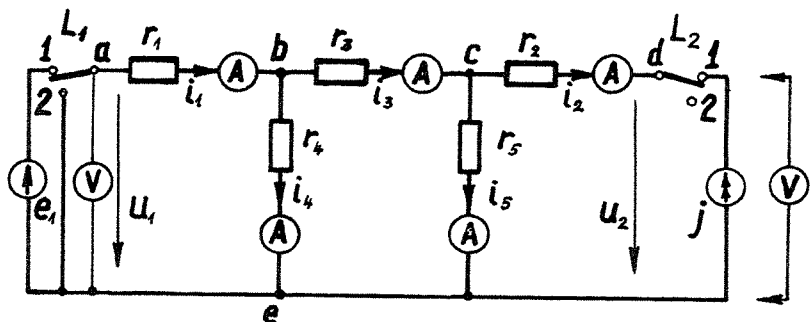 L₁ L₂
1 a r₁ A b r₃ A c r₂ A d 1
i₁ i₃ i₂
2 2
r₄ r₅
e₁ V u₁ i₄ i₅ u₂ j V
A A
e